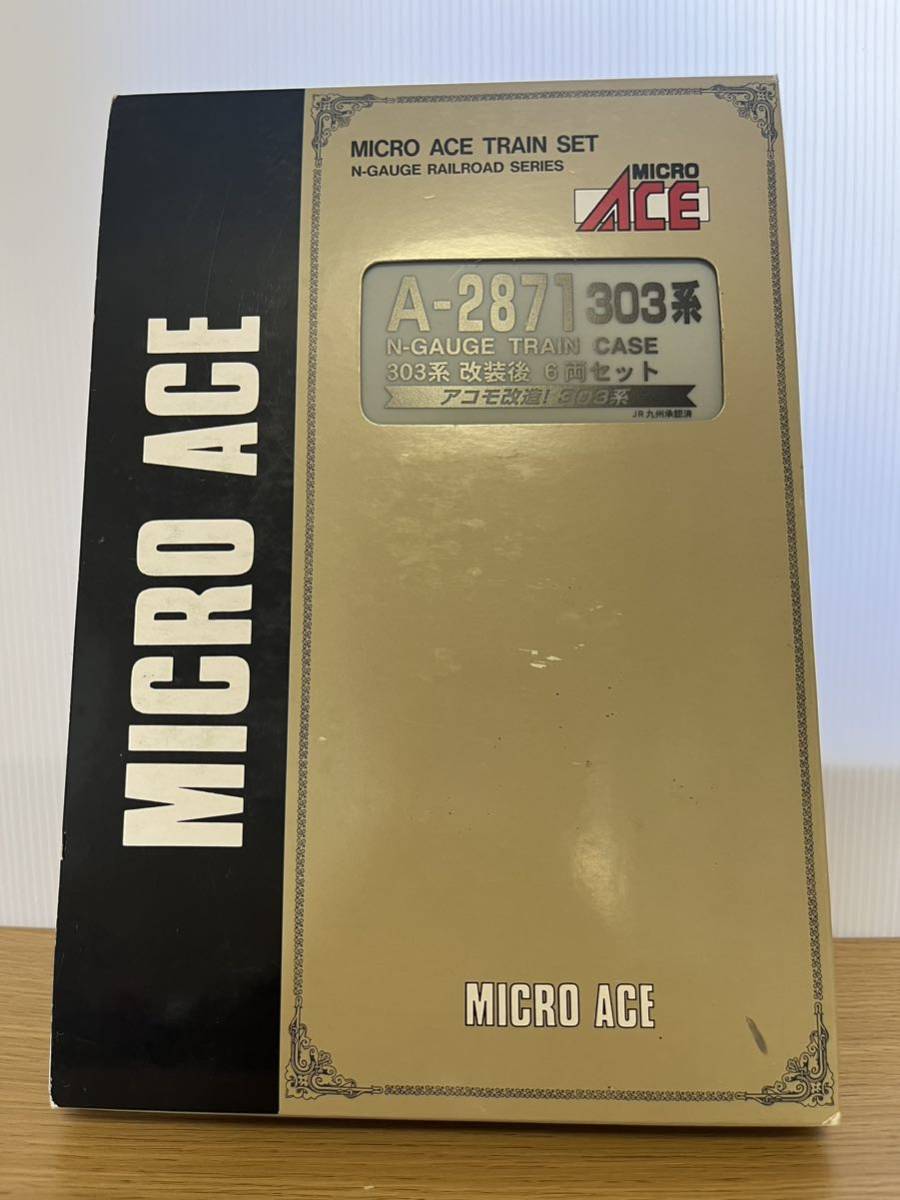 MICRO ACE
MICRO ACE TRAIN SET
N-GAUGE RAILROAD SERIES
MICRO
ACE
A-2871 303系
N-GAUGE TRAIN CASE
303系 改装後 6両セット
アコモ改造! 303系
JR九州承認済
MICRO ACE